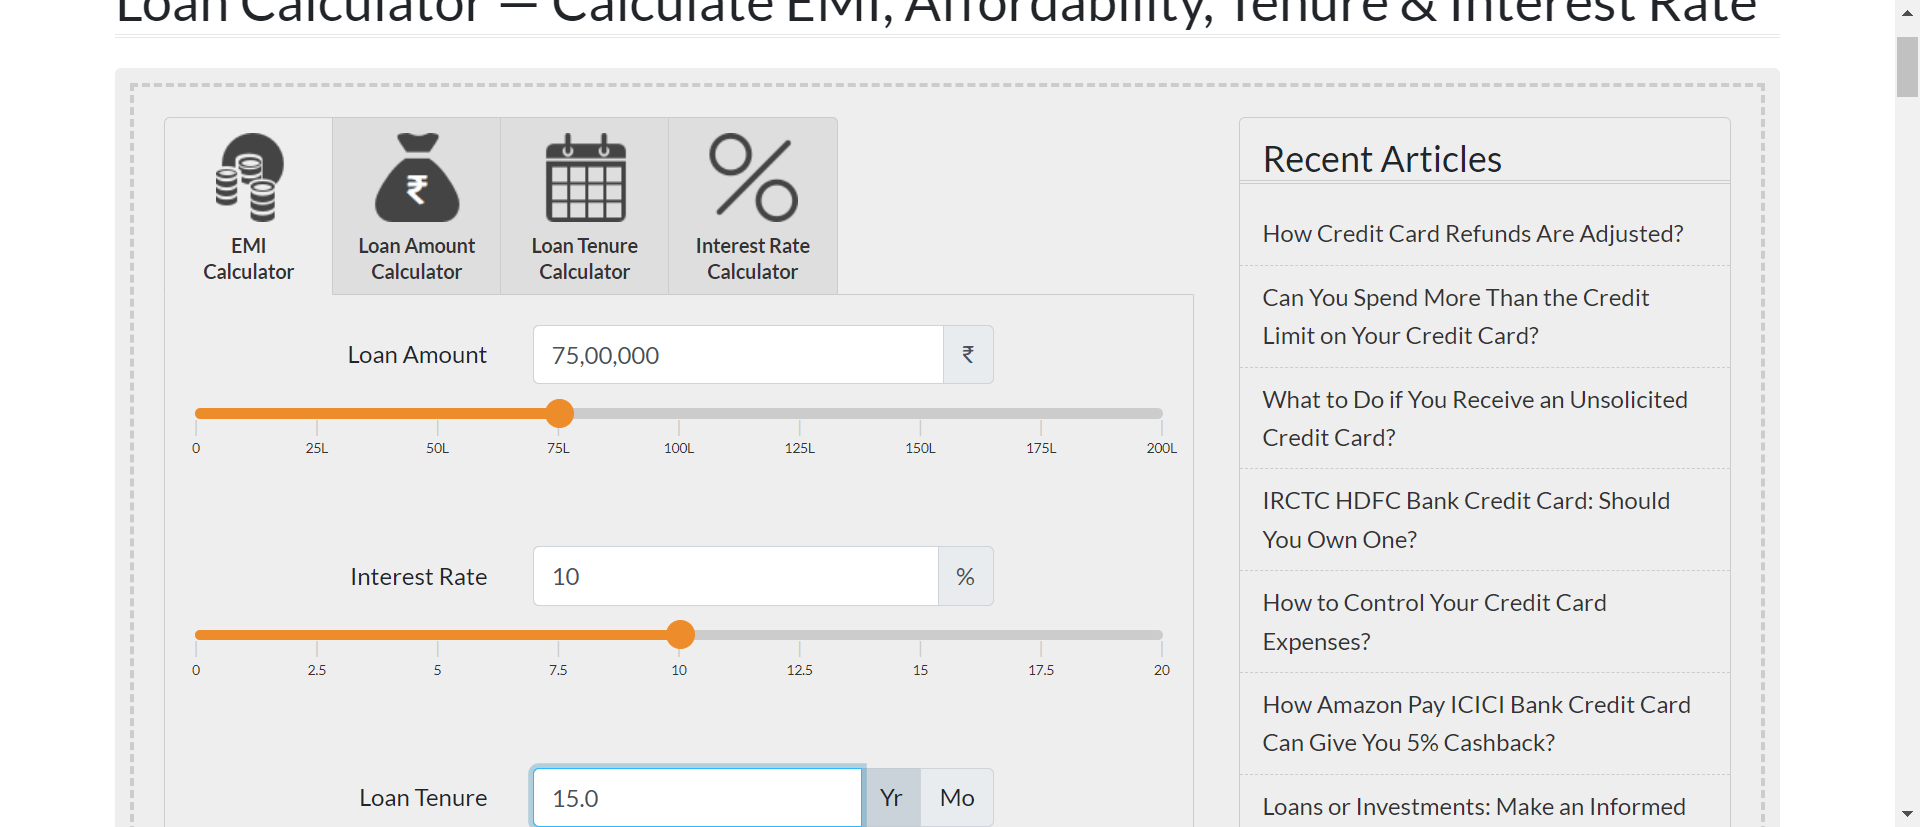 Loan Calculator — Calculate EMI, Affordability, Tenure & Interest Rate
EMI
Calculator
Loan Amount
Calculator
Loan Tenure
Calculator
Interest Rate
Calculator
Loan Amount
75,00,000
₹
0 25L 50L 75L 100L 125L 150L 175L 200L
Interest Rate
10
%
0 2.5 5 7.5 10 12.5 15 17.5 20
Loan Tenure
15.0
Yr
Mo
Recent Articles
How Credit Card Refunds Are Adjusted?
Can You Spend More Than the Credit
Limit on Your Credit Card?
What to Do if You Receive an Unsolicited
Credit Card?
IRCTC HDFC Bank Credit Card: Should
You Own One?
How to Control Your Credit Card
Expenses?
How Amazon Pay ICICI Bank Credit Card
Can Give You 5% Cashback?
Loans or Investments: Make an Informed